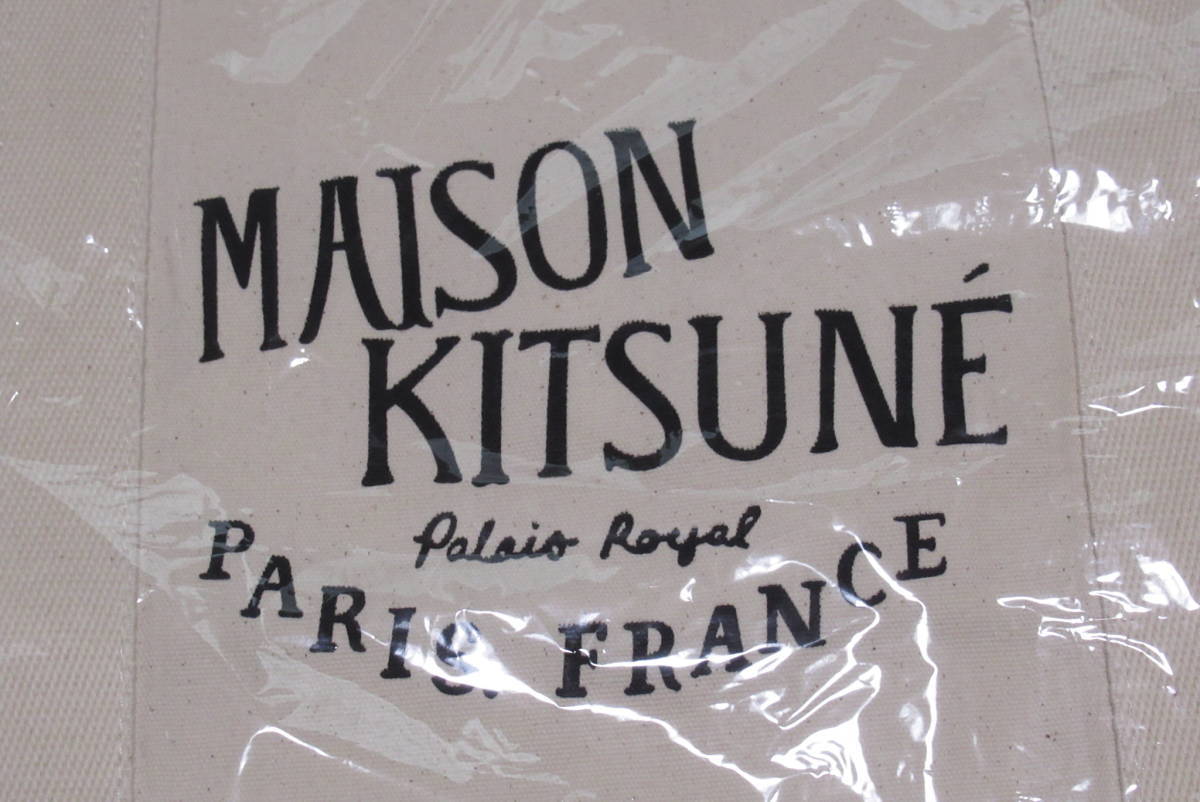 MAISON
KITSUNÉ
Palais Royal
PARIS, FRANCE